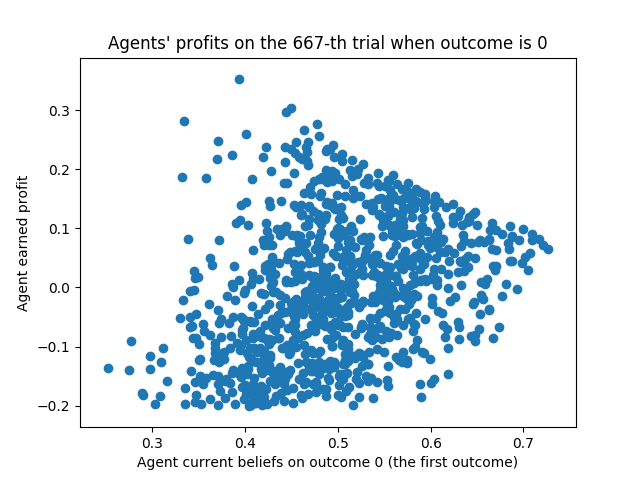 Agents' profits on the 667-th trial when outcome is 0
Agent earned profit
0.3
0.2
0.1
0.0
−0.1
−0.2
0.3 0.4 0.5 0.6 0.7
Agent current beliefs on outcome 0 (the first outcome)